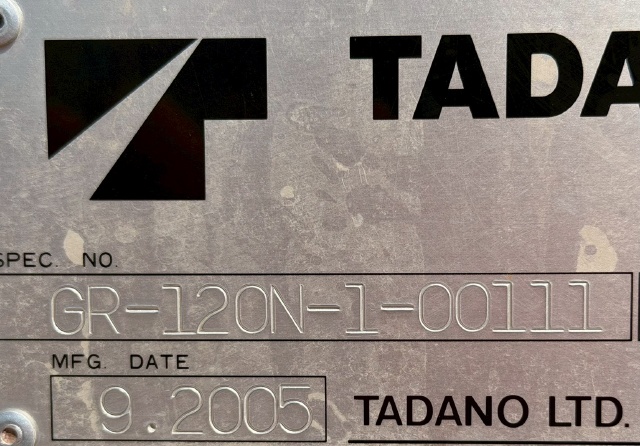 TADA
SPEC. NO.
GR-120N-1-00111
MFG. DATE
9.2005
TADANO LTD.